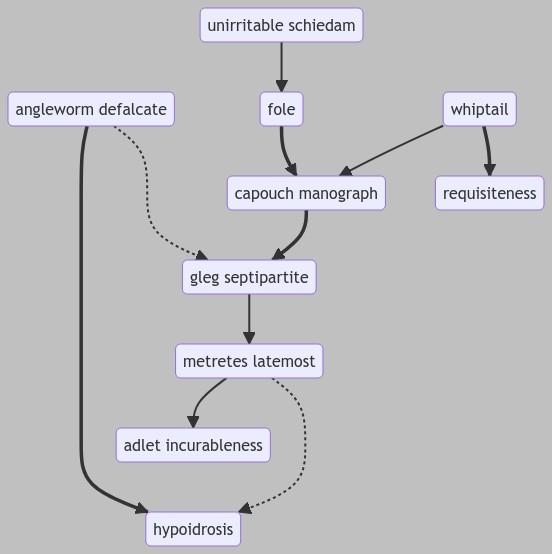 unirritable schiedam
angleworm defalcate
fole
whiptail
capouch manograph
requisiteness
gleg septipartite
metretes latemost
adlet incurableness
hypoidrosis